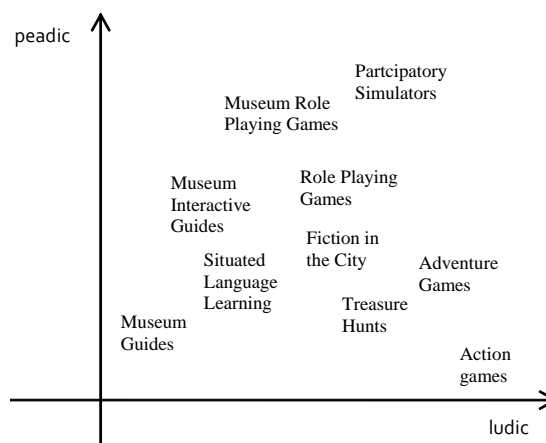 peadic
Partcipatory
Simulators
Museum Role
Playing Games
Museum
Interactive
Guides
Role Playing
Games
Fiction in
the City
Situated
Language
Learning
Adventure
Games
Treasure
Hunts
Museum
Guides
Action
games
ludic